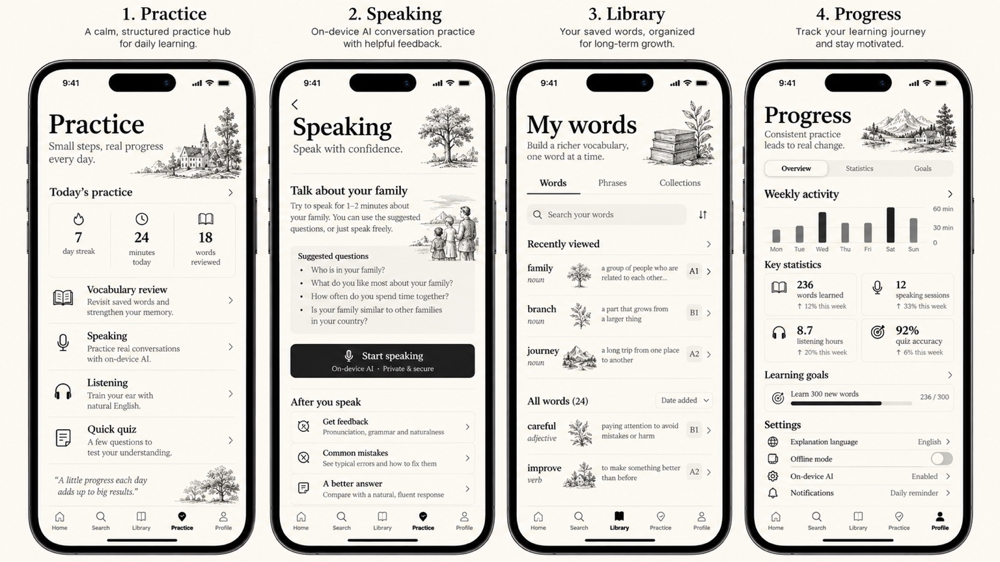 1. Practice
A calm, structured practice hub
for daily learning.
9:41
Practice
Small steps, real progress
every day.
Today's practice
7
day streak
24
minutes
today
18
words
reviewed
Vocabulary review
Revisit saved words and
strengthen your memory.
Speaking
Practice real conversations
with on-device AI.
Listening
Train your ear with
natural English.
Quick quiz
A few questions to
test your understanding.
“A little progress each day
adds up to big results.”
Home
Search
Library
Practice
Profile
2. Speaking
On-device AI conversation practice
with helpful feedback.
9:41
Speaking
Speak with confidence.
Talk about your family
Try to speak for 1–2 minutes about
your family. You can use the suggested
questions, or just speak freely.
Suggested questions
• Who is in your family?
• What do you like most about your family?
• How often do you spend time together?
• Is your family similar to other families
in your country?
Start speaking
On-device AI · Private & secure
After you speak
Get feedback
Pronunciation, grammar and naturalness
Common mistakes
See typical errors and how to fix them
A better answer
Compare with a natural, fluent response
Home
Search
Library
Practice
Profile
3. Library
Your saved words, organized
for long-term growth.
9:41
My words
Build a richer vocabulary,
one word at a time.
Words
Phrases
Collections
Search your words
Recently viewed
family
noun
a group of people who are
related to each other...
A1
branch
noun
a part that grows from
a larger thing
B1
journey
noun
a long trip from one place
to another
A2
All words (24)
Date added
careful
adjective
paying attention to avoid
mistakes or harm
B1
improve
verb
to make something better
than before
A2
Home
Search
Library
Practice
Profile
4. Progress
Track your learning journey
and stay motivated.
9:41
Progress
Consistent practice
leads to real change.
Overview
Statistics
Goals
Weekly activity
60 min
30 min
0
Mon
Tue
Wed
Thu
Fri
Sat
Sun
Key statistics
236
words learned
↑ 12% this week
12
speaking sessions
↑ 33% this week
8.7
listening hours
↑ 20% this week
92%
quiz accuracy
↑ 6% this week
Learning goals
Learn 300 new words
236 / 300
Settings
Explanation language
English
Offline mode
On-device AI
Enabled
Notifications
Daily reminder
Home
Search
Library
Practice
Profile